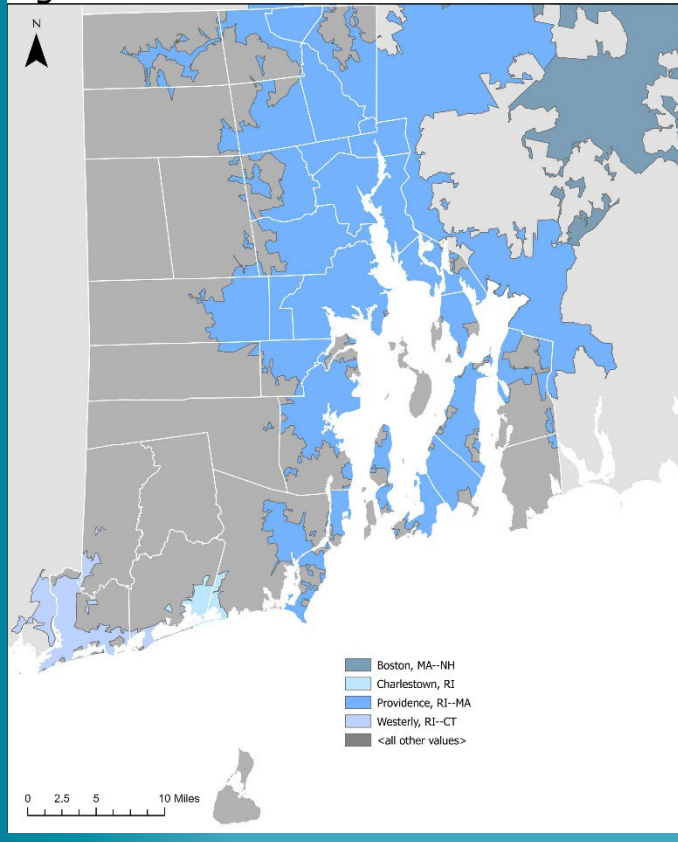 N
Boston, MA--NH
Charlestown, RI
Providence, RI--MA
Westerly, RI--CT
<all other values>
0 2.5 5 10 Miles